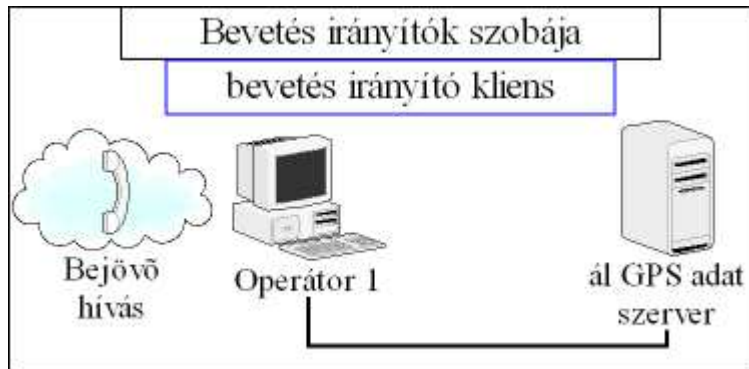 Bevetés irányítók szobája
bevetés irányító kliens
Bejövõ
hívás
Operátor 1
ál GPS adat
szerver